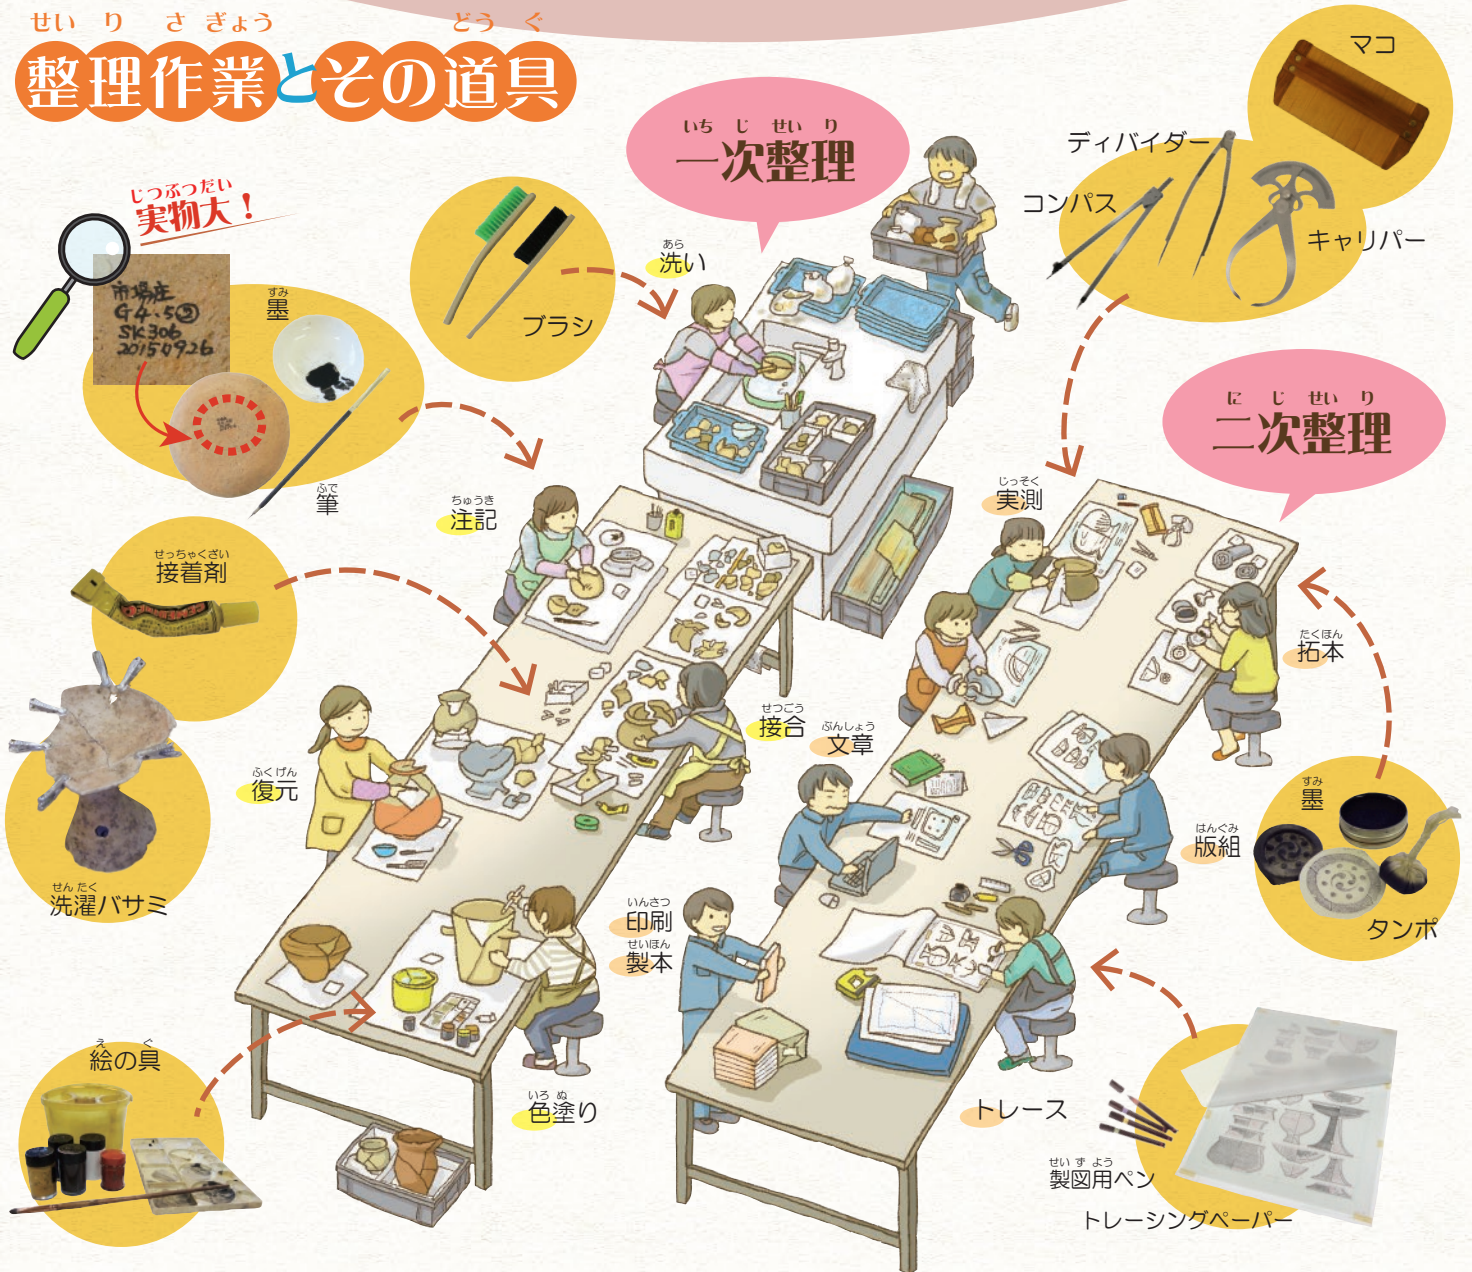 せいりさぎょう どうぐ
整理作業とその道具
じつぶつだい
実物大！
市場庄
G4.5②
SK306
20150926
すみ
墨
ふで
筆
ブラシ
いちじせいり
一次整理
あら
洗い
マコ
ディバイダー
コンパス
キャリパー
にじせいり
二次整理
ちゅうき
注記
じっそく
実測
せっちゃくざい
接着剤
たくほん
拓本
せつごう
接合
ぶんしょう
文章
ふくげん
復元
せんたく
洗濯バサミ
はんぐみ
版組
すみ
墨
タンポ
いんさつ
印刷
せいほん
製本
え ぐ
絵の具
いろ ぬ
色塗り
トレース
せいずよう
製図用ペン
トレーシングペーパー